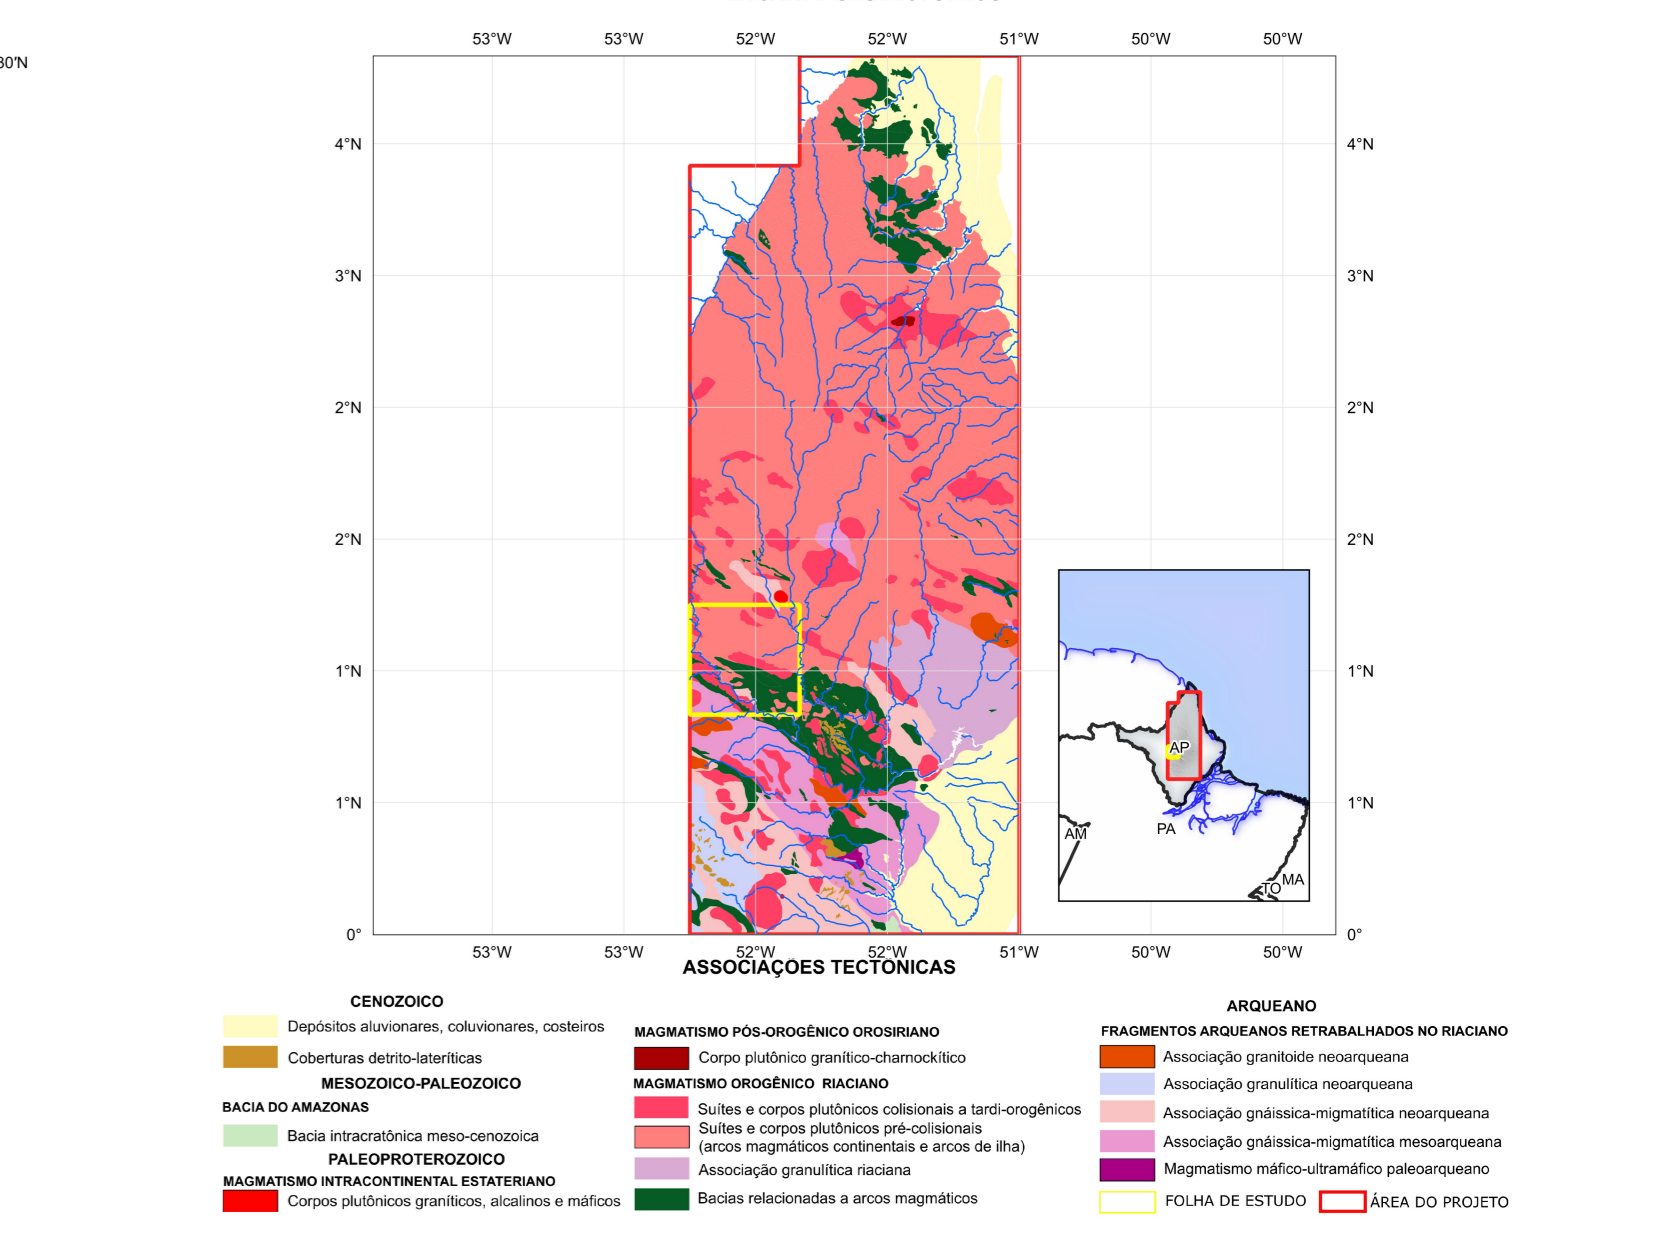 53°W 53°W 52°W 52°W 51°W 50°W 50°W
30'N
4°N 4°N
3°N 3°N
2°N 2°N
2°N 2°N
1°N 1°N
1°N 1°N
0° 0°
AP
AM
PA
TO
MA
53°W 53°W 52°W 52°W 51°W 50°W 50°W
ASSOCIAÇÕES TECTÔNICAS
CENOZOICO
Depósitos aluvionares, coluvionares, costeiros
Coberturas detrito-lateríticas
MESOZOICO-PALEOZOICO
BACIA DO AMAZONAS
Bacia intracratônica meso-cenozoica
PALEOPROTEROZOICO
MAGMATISMO INTRACONTINENTAL ESTATERIANO
Corpos plutônicos graníticos, alcalinos e máficos
MAGMATISMO PÓS-OROGÊNICO OROSIRIANO
Corpo plutônico granítico-charnockítico
MAGMATISMO OROGÊNICO RIACIANO
Suítes e corpos plutônicos colisionais a tardi-orogênicos
Suítes e corpos plutônicos pré-colisionais
(arcos magmáticos continentais e arcos de ilha)
Associação granulítica riaciana
Bacias relacionadas a arcos magmáticos
ARQUEANO
FRAGMENTOS ARQUEANOS RETRABALHADOS NO RIACIANO
Associação granitoide neoarqueana
Associação granulítica neoarqueana
Associação gnáissica-migmatítica neoarqueana
Associação gnáissica-migmatítica mesoarqueana
Magmatismo máfico-ultramáfico paleoarqueano
FOLHA DE ESTUDO
ÁREA DO PROJETO